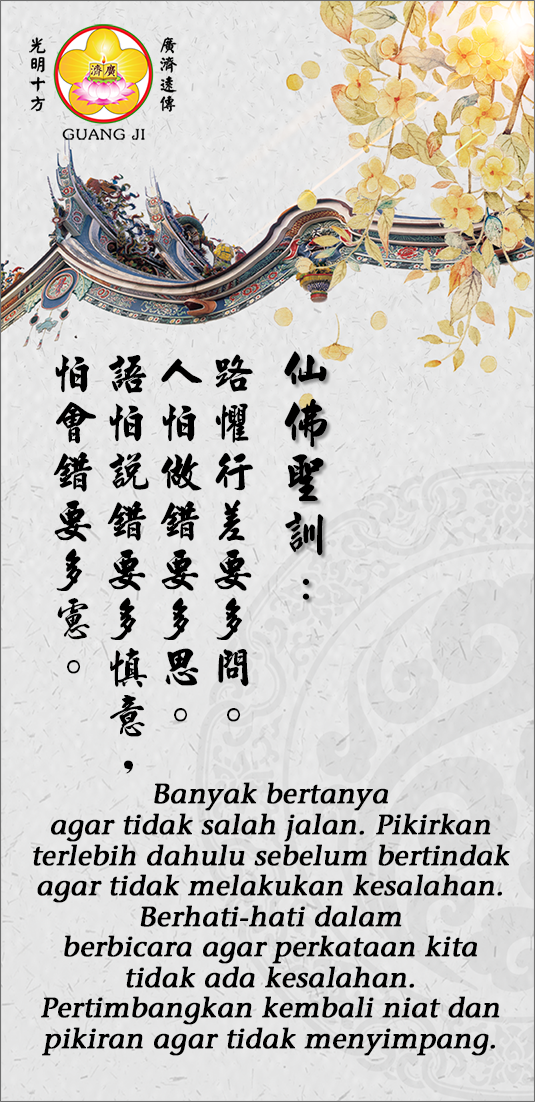 廣濟遠傳
光明十方
廣濟
GUANG JI
仙佛聖訓：
路懼行差要多問。
人怕做錯要多思。
語怕説錯要多慎意，
怕會錯要多慮。
Banyak bertanya
agar tidak salah jalan. Pikirkan
terlebih dahulu sebelum bertindak
agar tidak melakukan kesalahan.
Berhati-hati dalam
berbicara agar perkataan kita
tidak ada kesalahan.
Pertimbangkan kembali niat dan
pikiran agar tidak menyimpang.